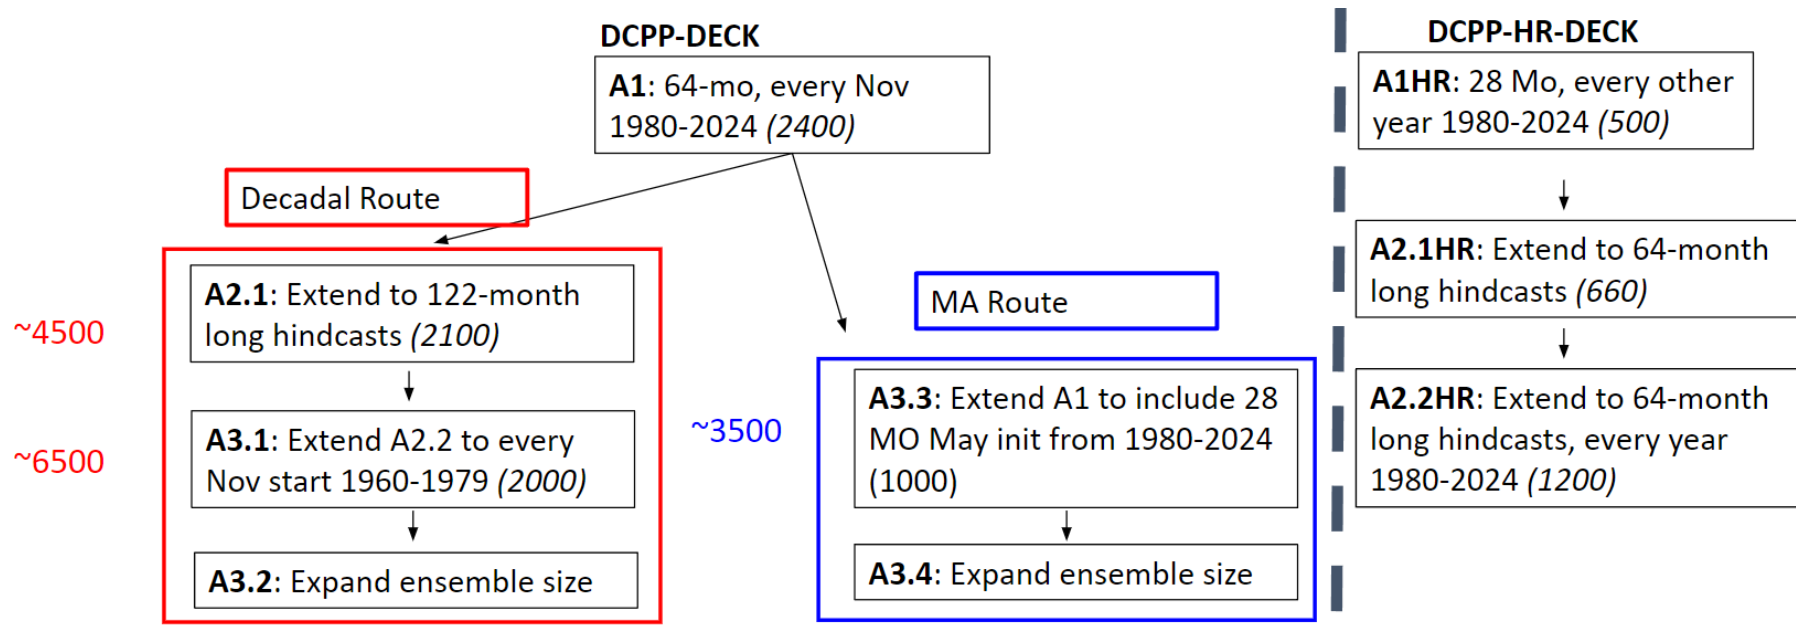 DCPP-DECK
A1: 64-mo, every Nov
1980-2024 (2400)
Decadal Route
~4500
~6500
A2.1: Extend to 122-month
long hindcasts (2100)
A3.1: Extend A2.2 to every
Nov start 1960-1979 (2000)
A3.2: Expand ensemble size
MA Route
~3500
A3.3: Extend A1 to include 28
MO May init from 1980-2024
(1000)
A3.4: Expand ensemble size
DCPP-HR-DECK
A1HR: 28 Mo, every other
year 1980-2024 (500)
A2.1HR: Extend to 64-month
long hindcasts (660)
A2.2HR: Extend to 64-month
long hindcasts, every year
1980-2024 (1200)